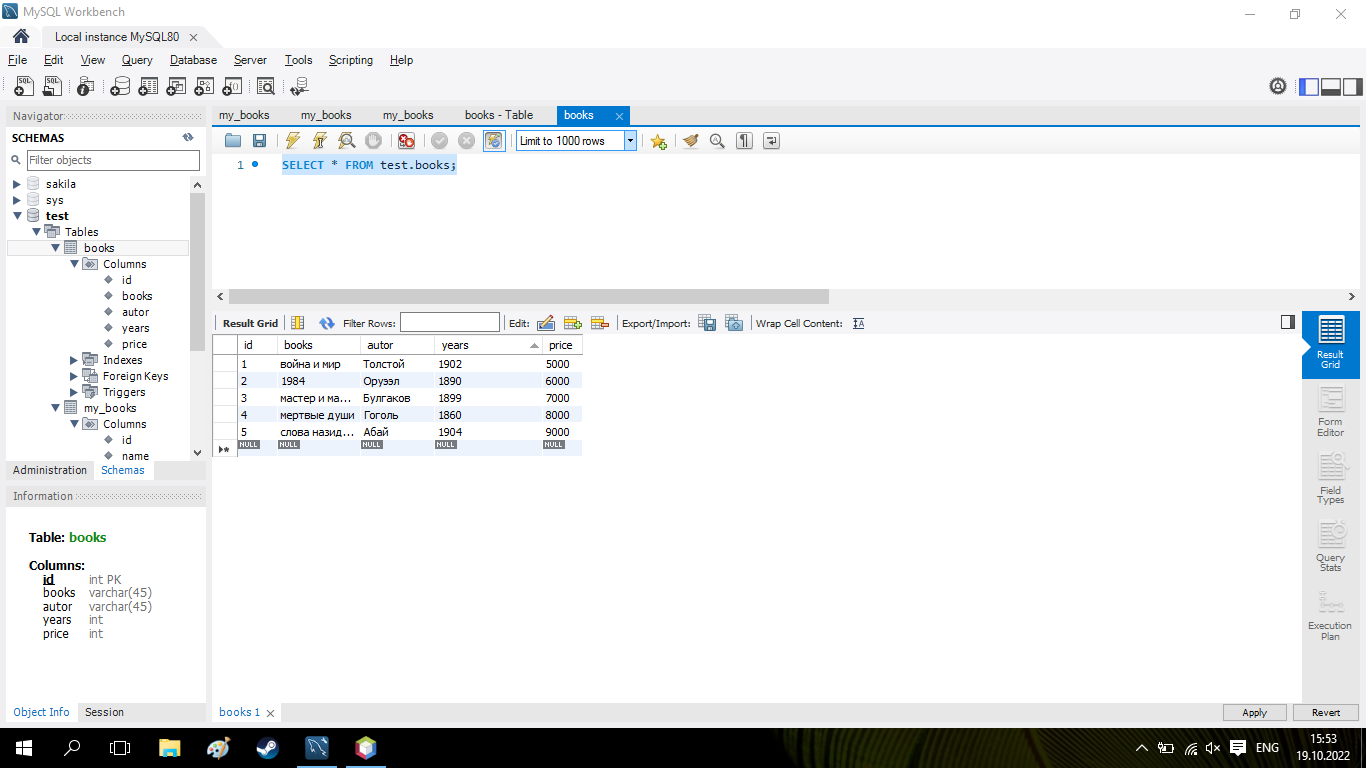 MySQL Workbench
Local instance MySQL80
File Edit View Query Database Server Tools Scripting Help
Navigator
SCHEMAS
Filter objects
sakila
sys
test
Tables
books
Columns
id
books
autor
years
price
Indexes
Foreign Keys
Triggers
my_books
Columns
id
name
Administration Schemas
Information
Table: books
Columns:
id int PK
books varchar(45)
autor varchar(45)
years int
price int
Object Info Session
my_books my_books my_books books - Table books
Limit to 1000 rows
1 SELECT * FROM test.books;
Result Grid Filter Rows: Edit: Export/Import: Wrap Cell Content:
id books autor years price
1 война и мир Толстой 1902 5000
2 1984 Оруэл 1890 6000
3 мастер и ма... Булгаков 1899 7000
4 мертвые души Гоголь 1860 8000
5 слова назид... Абай 1904 9000
NULL NULL NULL NULL NULL
Result
Grid
Form
Editor
Field
Types
Query
Stats
Execution
Plan
books 1
Apply Revert
ENG
15:53
19.10.2022